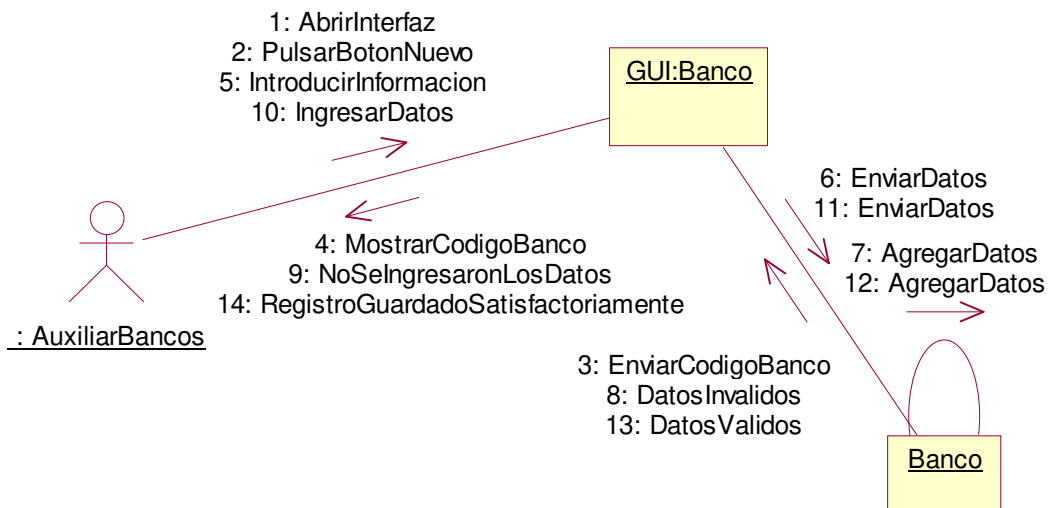 1: AbrirInterfaz
2: PulsarBotonNuevo
5: IntroducirInformacion
10: IngresarDatos
GUI:Banco
6: EnviarDatos
11: EnviarDatos
4: MostrarCodigoBanco
9: NoSeIngresaronLosDatos
14: RegistroGuardadoSatisfactoriamente
7: AgregarDatos
12: AgregarDatos
: AuxiliarBancos
3: EnviarCodigoBanco
8: DatosInvalidos
13: DatosValidos
Banco